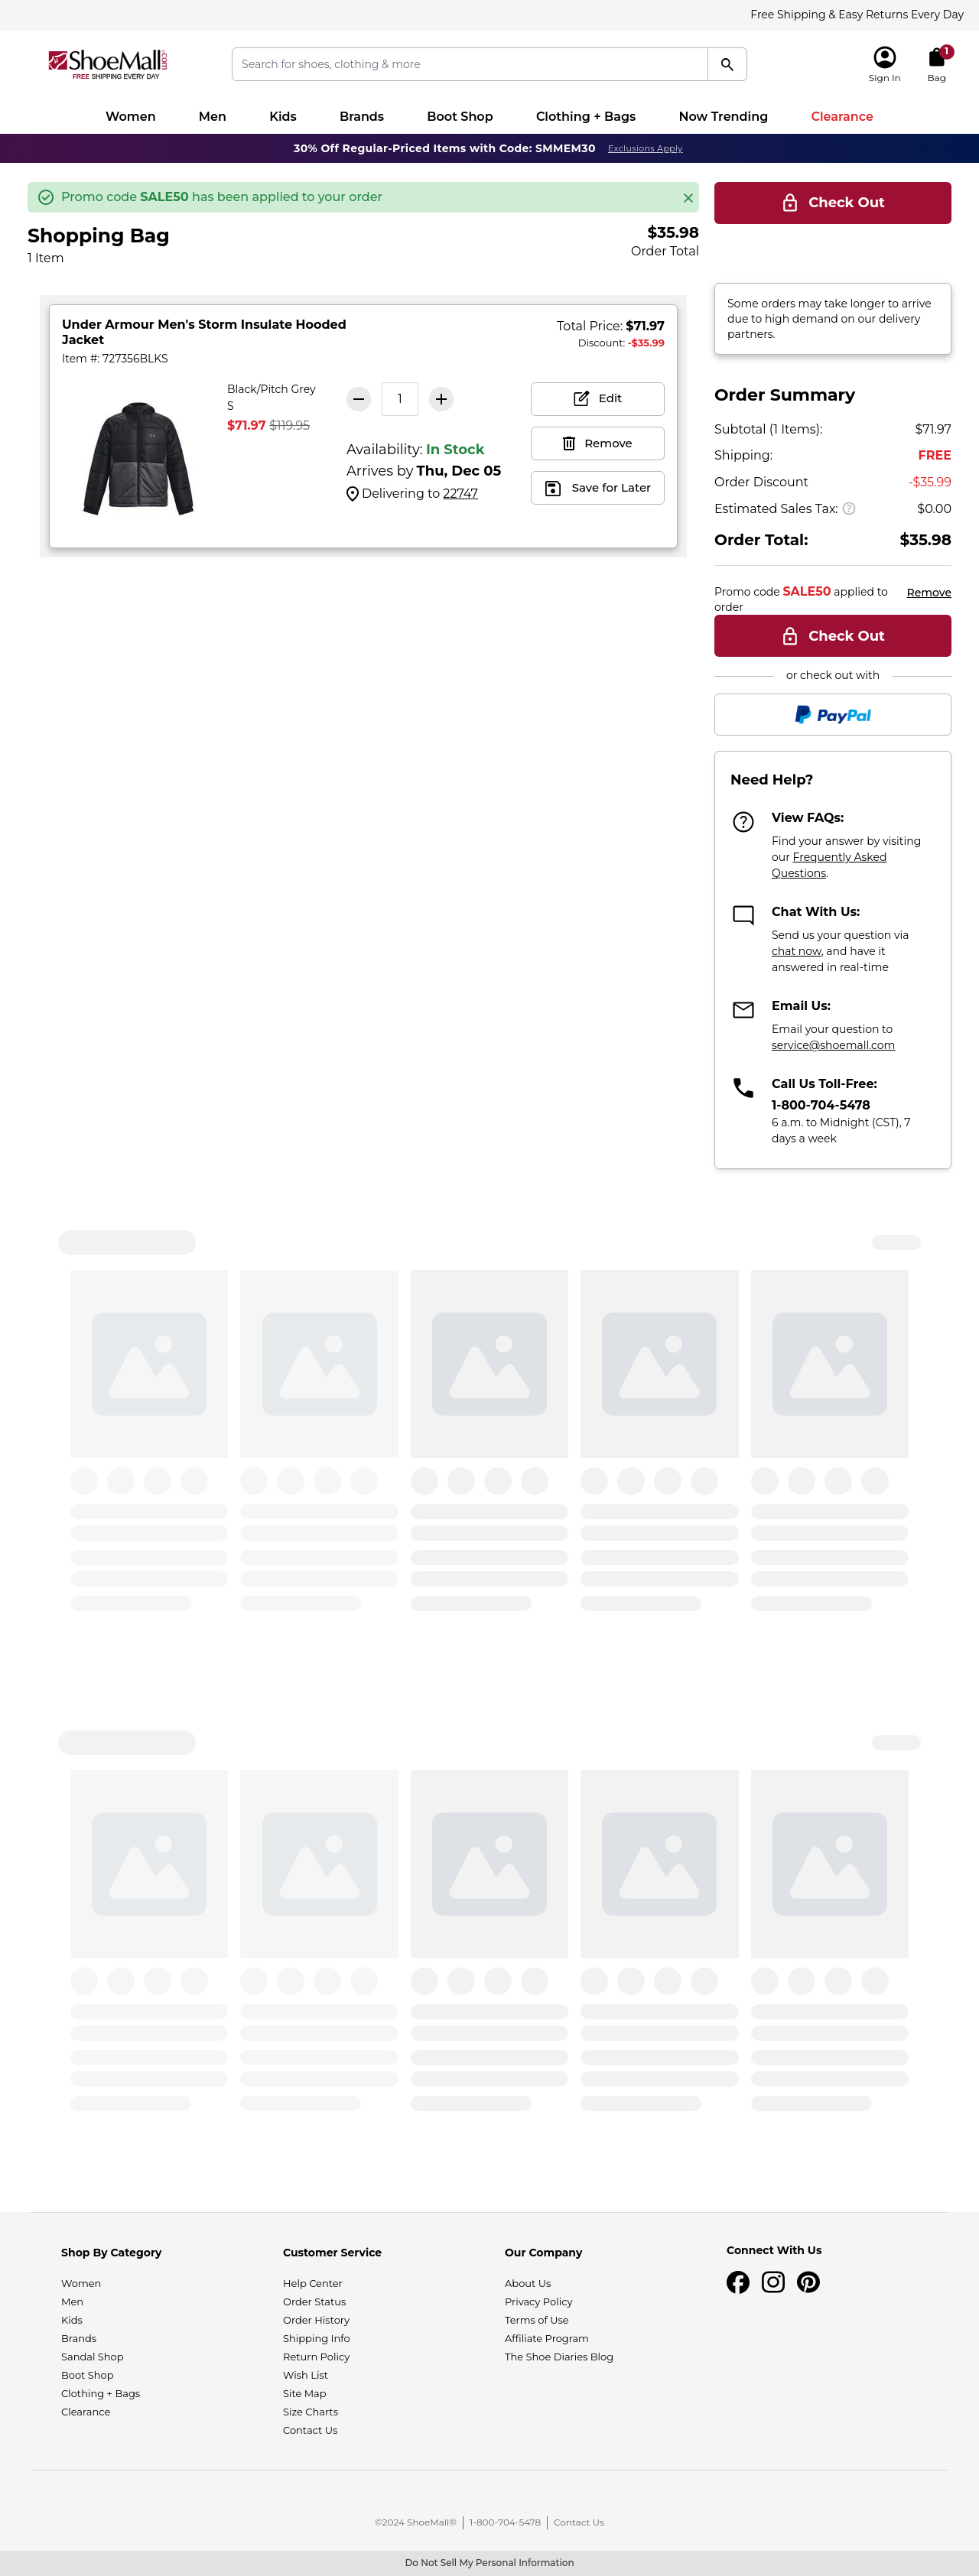 Free Shipping & Easy Returns Every Day
ShoeMall.com
FREE SHIPPING EVERY DAY
Search for shoes, clothing & more
Sign In
1
Bag
Women Men Kids Brands Boot Shop Clothing + Bags Now Trending Clearance
30% Off Regular-Priced Items with Code: SMMEM30 Exclusions Apply
Promo code SALE50 has been applied to your order
Shopping Bag
1 Item
$35.98
Order Total
Under Armour Men's Storm Insulate Hooded
Jacket
Item #: 727356BLKS
Total Price: $71.97
Discount: -$35.99
Black/Pitch Grey
S
$71.97 $119.95
1
Availability: In Stock
Arrives by Thu, Dec 05
Delivering to 22747
Edit
Remove
Save for Later
Check Out
Some orders may take longer to arrive
due to high demand on our delivery
partners.
Order Summary
Subtotal (1 Items): $71.97
Shipping: FREE
Order Discount -$35.99
Estimated Sales Tax: ? $0.00
Order Total: $35.98
Promo code SALE50 applied to
order
Remove
Check Out
or check out with
PayPal
Need Help?
View FAQs:
Find your answer by visiting
our Frequently Asked
Questions.
Chat With Us:
Send us your question via
chat now, and have it
answered in real-time
Email Us:
Email your question to
service@shoemall.com
Call Us Toll-Free:
1-800-704-5478
6 a.m. to Midnight (CST), 7
days a week
Shop By Category
Women
Men
Kids
Brands
Sandal Shop
Boot Shop
Clothing + Bags
Clearance
Customer Service
Help Center
Order Status
Order History
Shipping Info
Return Policy
Wish List
Site Map
Size Charts
Contact Us
Our Company
About Us
Privacy Policy
Terms of Use
Affiliate Program
The Shoe Diaries Blog
Connect With Us
©2024 ShoeMall® | 1-800-704-5478 | Contact Us
Do Not Sell My Personal Information